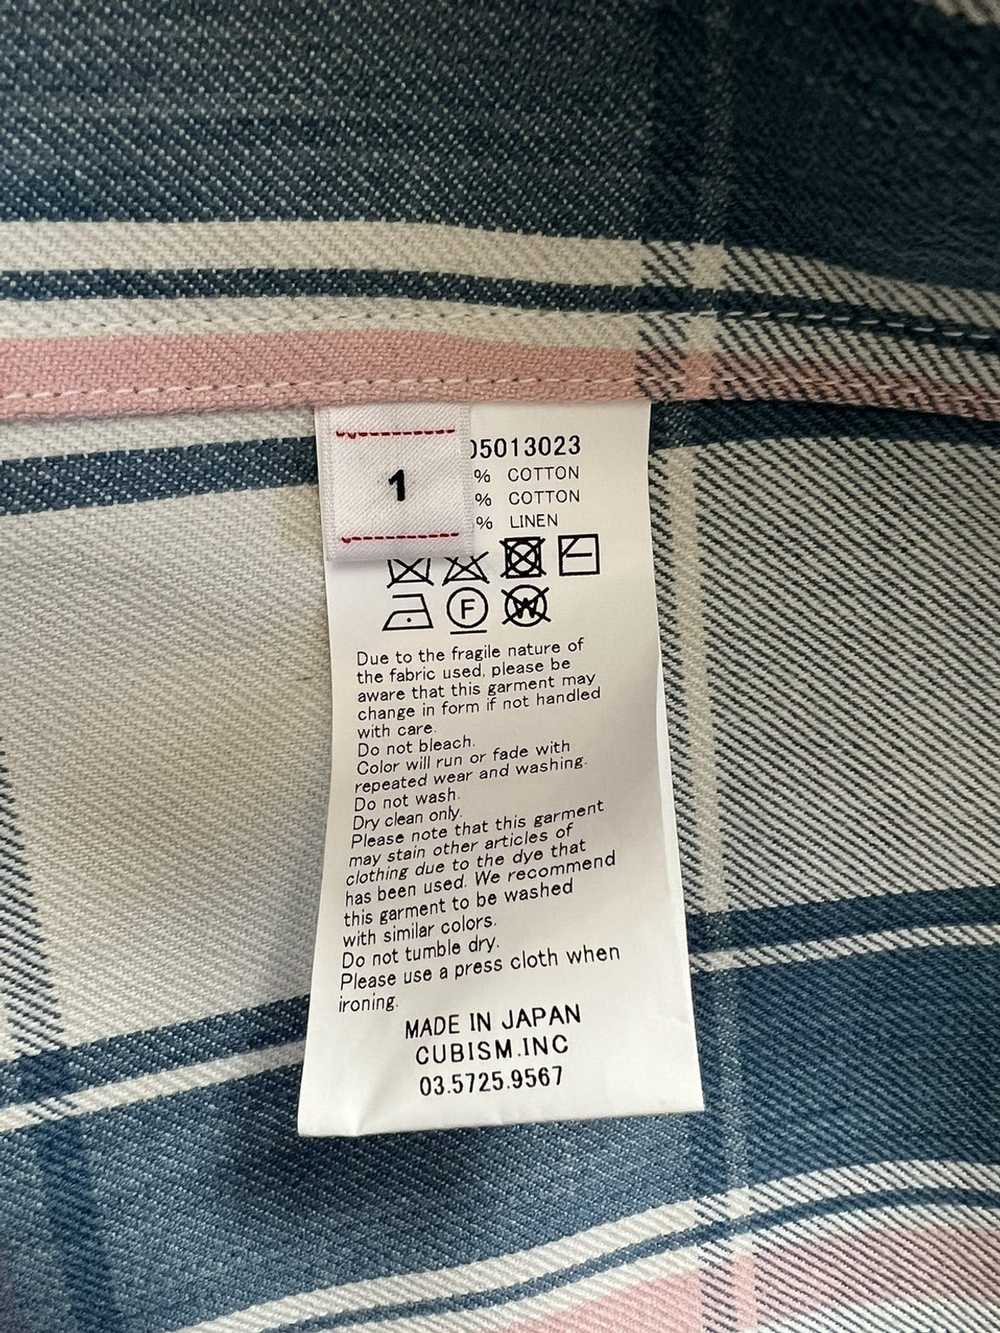 1
05013023
% COTTON
% COTTON
% LINEN
F
W
Due to the fragile nature of
the fabric used, please be
aware that this garment may
change in form if not handled
with care.
Do not bleach.
Color will run or fade with
repeated wear and washing.
Do not wash.
Dry clean only.
Please note that this garment
may stain other articles of
clothing due to the dye that
has been used. We recommend
this garment to be washed
with similar colors.
Do not tumble dry.
Please use a press cloth when
ironing.
MADE IN JAPAN
CUBISM.INC
03.5725.9567